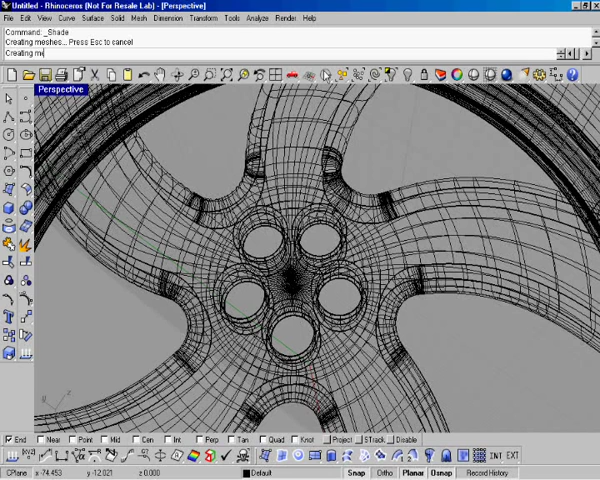 Untitled - Rhinoceros [Not For Resale Lab) - [Perspective]
File Edit View Curve Surface Solid Mesh Dimension Transform Tools Analyze Render Help
Command: _Shade
Creating meshes... Press Esc to cancel
Creating me
Perspective
y x
End Near Point Mid Cen Int Perp Tan Quad Knot Project STrack Disable
INT EXT
CPlane x -74.453 y -12.021 z 0.000 Default Snap Ortho Planar Osnap Record History